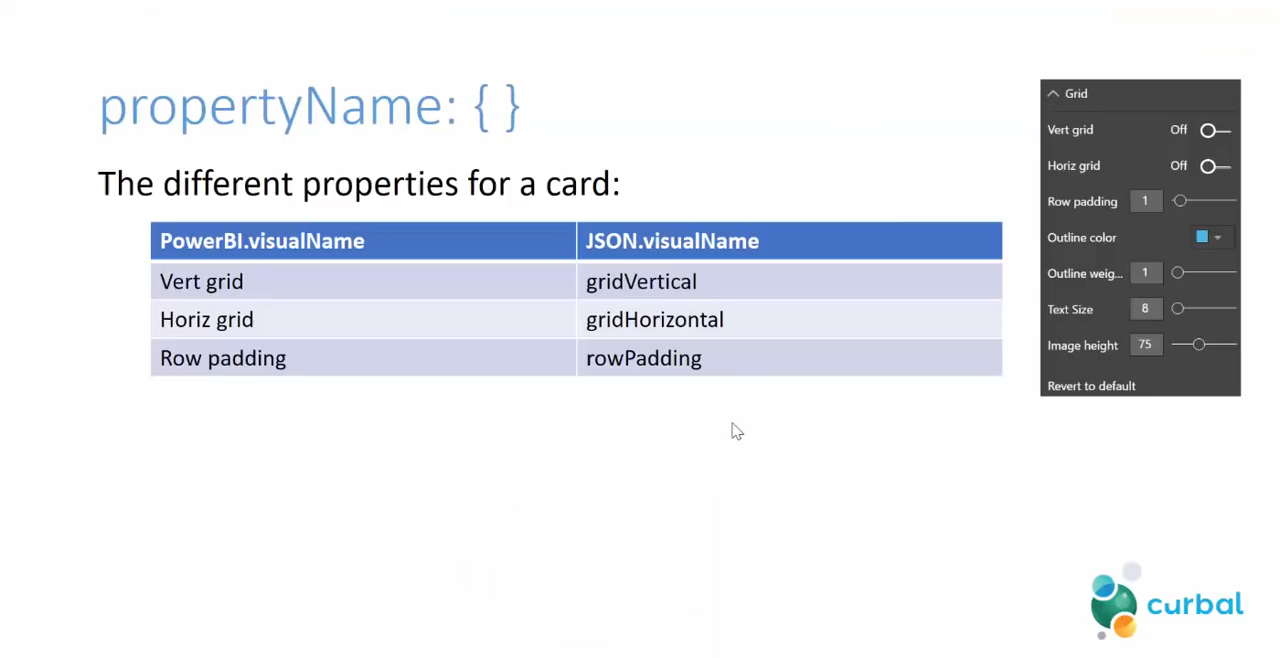 propertyName: { }
The different properties for a card:
PowerBI.visualName JSON.visualName
Vert grid gridVertical
Horiz grid gridHorizontal
Row padding rowPadding
Grid
Vert grid Off
Horiz grid Off
Row padding 1
Outline color
Outline weig... 1
Text Size 8
Image height 75
Revert to default
curbal